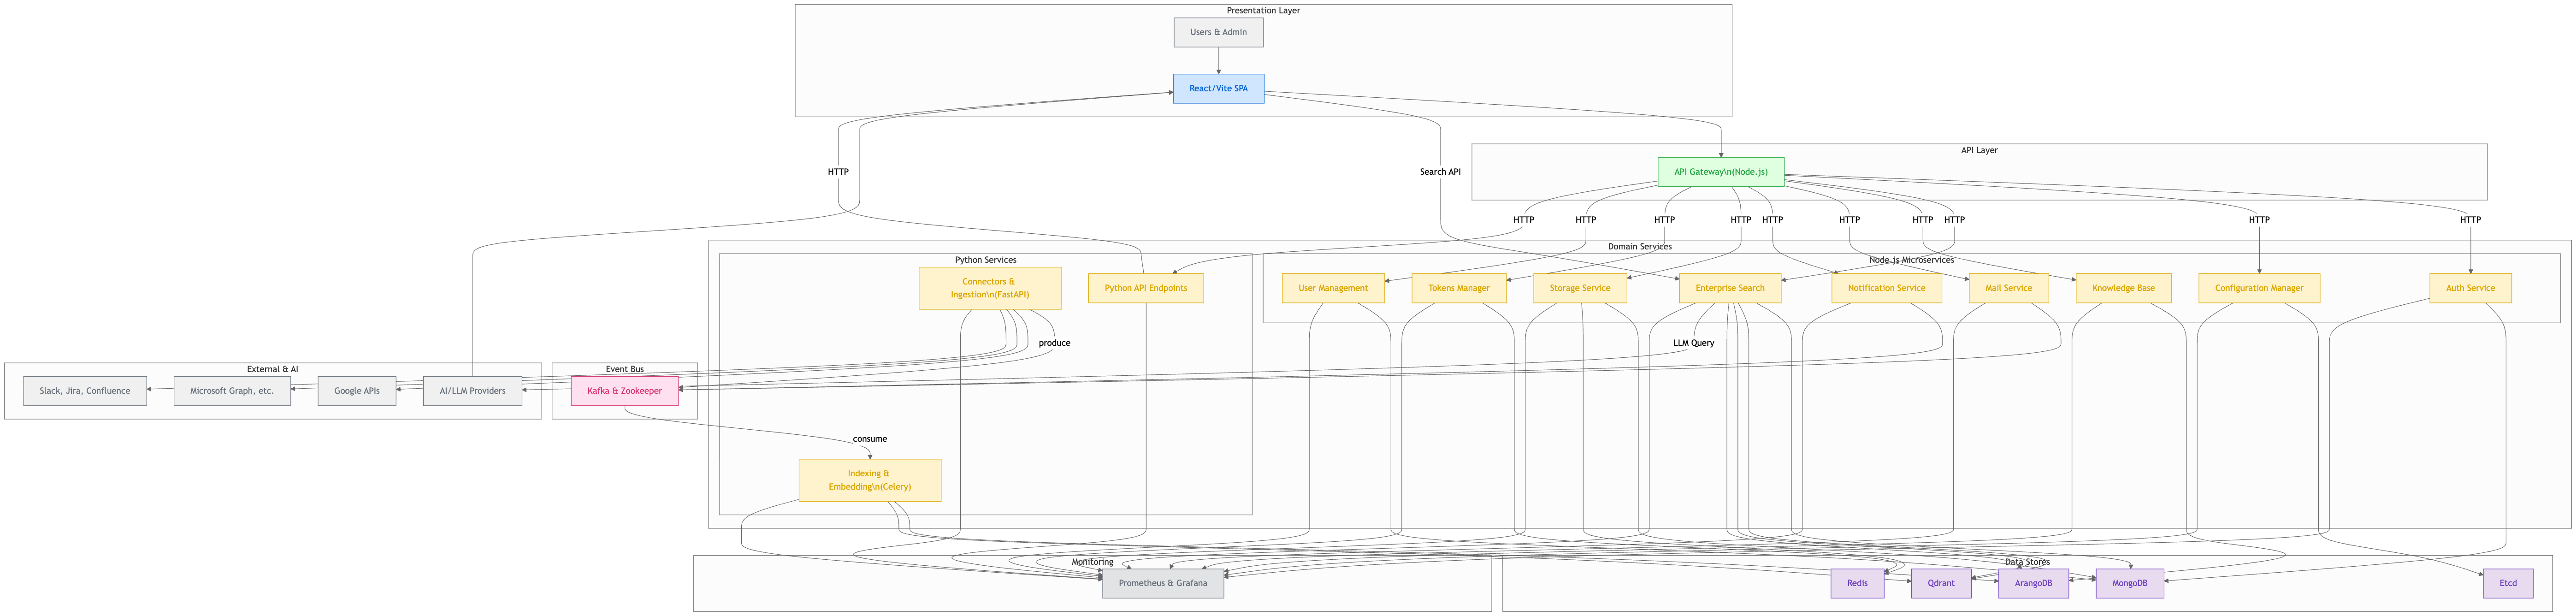 Presentation Layer
Users & Admin
React/Vite SPA
API Layer
API Gateway\n(Node.js)
HTTP
Search API
HTTP
HTTP
HTTP
HTTP
HTTP
HTTP
HTTP
HTTP
HTTP
HTTP
Domain Services
Python Services
Node.js Microservices
Connectors &
Ingestion\n(FastAPI)
Python API Endpoints
User Management
Tokens Manager
Storage Service
Enterprise Search
Notification Service
Mail Service
Knowledge Base
Configuration Manager
Auth Service
produce
LLM Query
External & AI
Event Bus
Slack, Jira, Confluence
Microsoft Graph, etc.
Google APIs
AI/LLM Providers
Kafka & Zookeeper
consume
Indexing &
Embedding\n(Celery)
Monitoring
Data Stores
Prometheus & Grafana
Redis
Qdrant
ArangoDB
MongoDB
Etcd